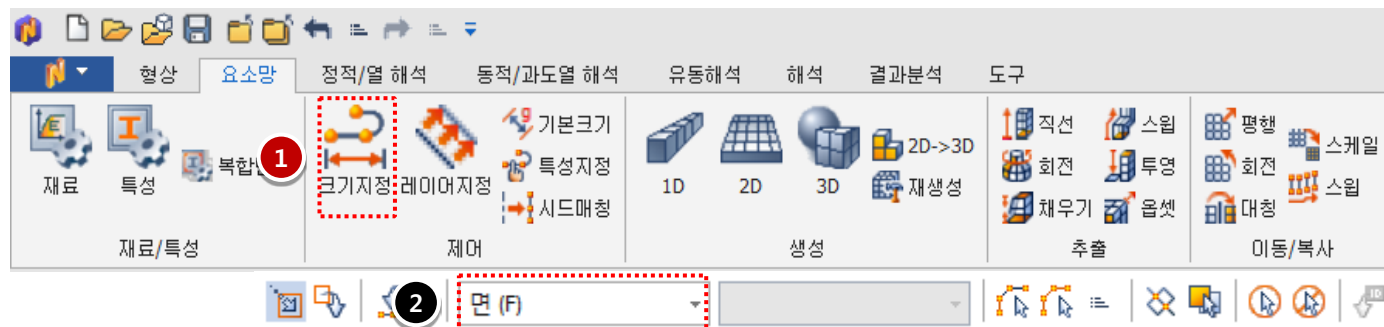 형상 요소망 정적/열 해석 동적/과도열 해석 유동해석 해석 결과분석 도구
재료 특성 복합 1 크기지정 레이어지정 기본크기 특성지정 시드매칭 1D 2D 3D 2D->3D 재생성 직선 회전 채우기 스윕 투영 옵셋 평행 회전 대칭 스케일 스윕
재료/특성 제어 생성 추출 이동/복사
2 면 (F) ID